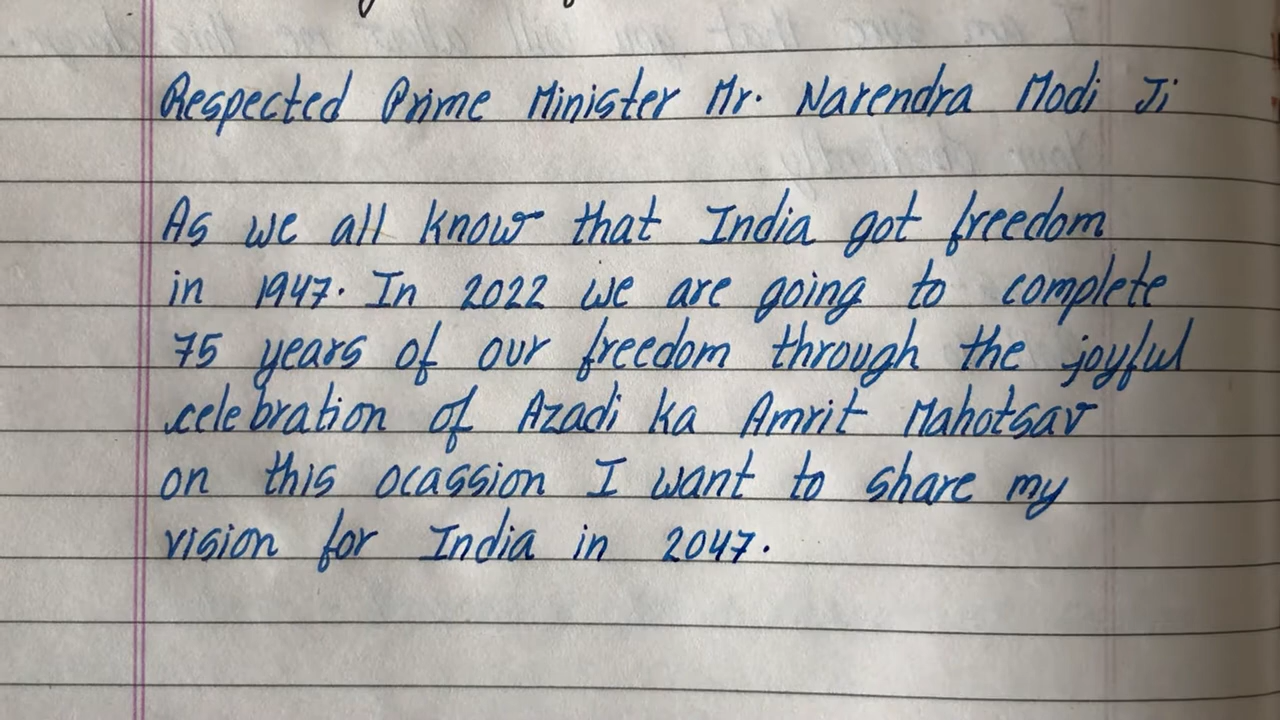 Respected Prime Minister Mr. Narendra Modi Ji
As we all know that India got freedom
in 1947. In 2022 we are going to complete
75 years of our freedom through the joyful
celebration of Azadi ka Amrit Mahotsav
on this ocassion I want to share my
vision for India in 2047.